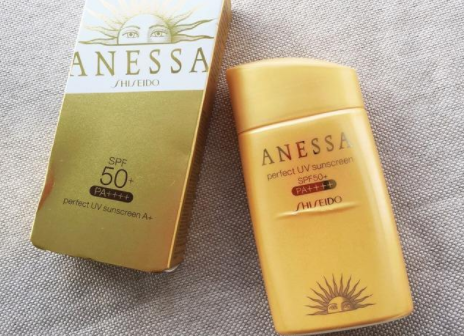 ANESSA
SHISEIDO
SPF
50+
PA++++
perfect UV sunscreen A+
ANESSA
perfect UV sunscreen
SPF50+
PA++++
SHISEIDO